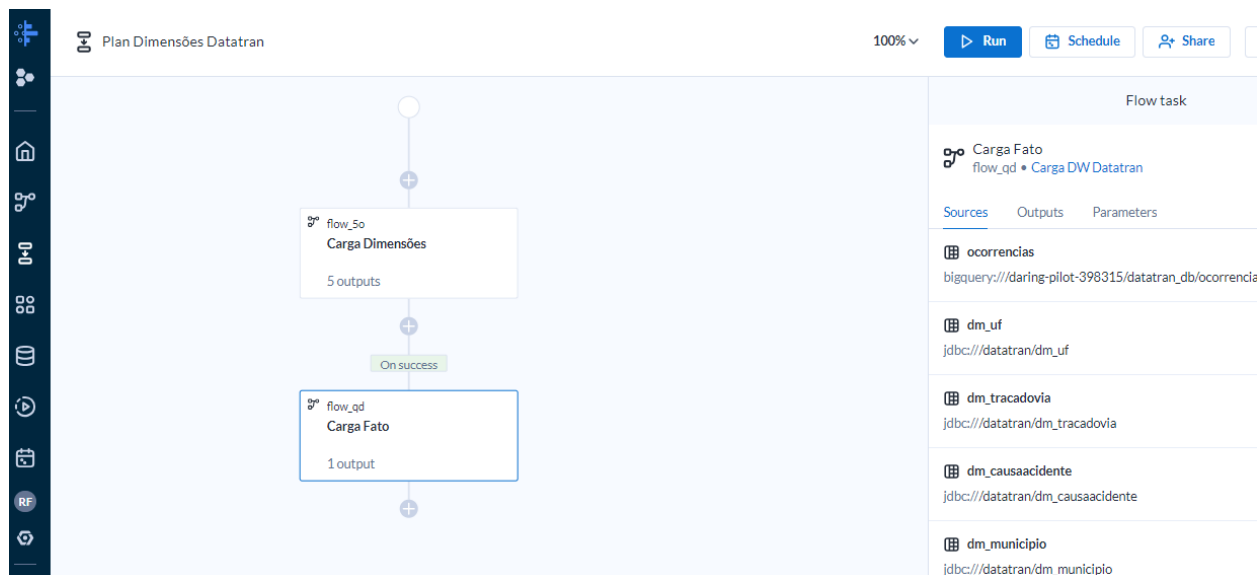 Plan Dimensões Datatran
100%
Run
Schedule
Share
flow_5o
Carga Dimensões
5 outputs
On success
flow_qd
Carga Fato
1 output
Flow task
Carga Fato
flow_qd • Carga DW Datatran
Sources Outputs Parameters
ocorrencias
bigquery:///daring-pilot-398315/datatran_db/ocorrencia
dm_uf
jdbc:///datatran/dm_uf
dm_tracadovia
jdbc:///datatran/dm_tracadovia
dm_causaacidente
jdbc:///datatran/dm_causaacidente
dm_municipio
jdbc:///datatran/dm_municipio
RF